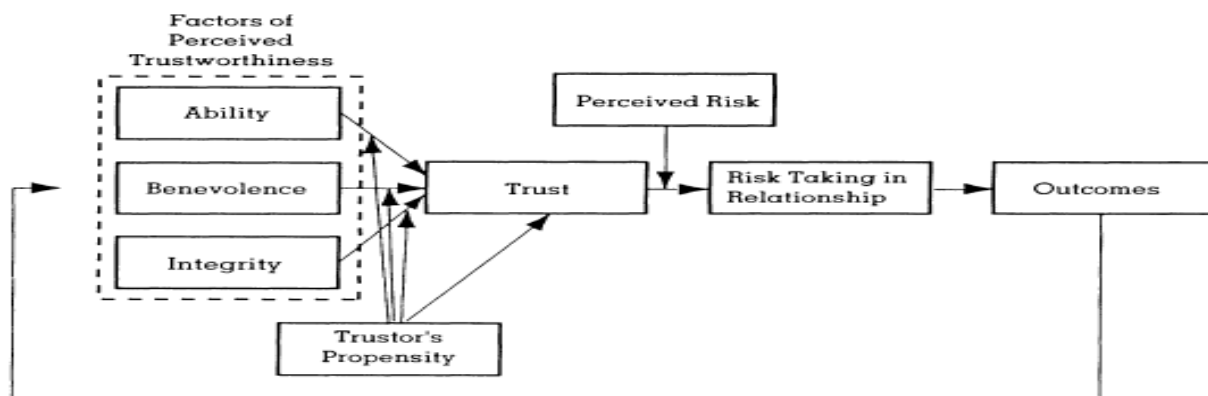 Factors of
Perceived
Trustworthiness
Ability
Benevolence
Integrity
Trustor's
Propensity
Trust
Perceived Risk
Risk Taking in
Relationship
Outcomes